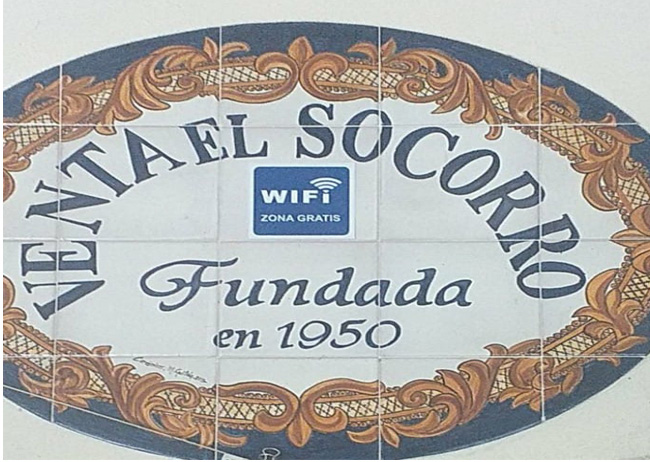 VENTA EL SOCORRO
WiFi
ZONA GRATIS
Fundada
en 1950